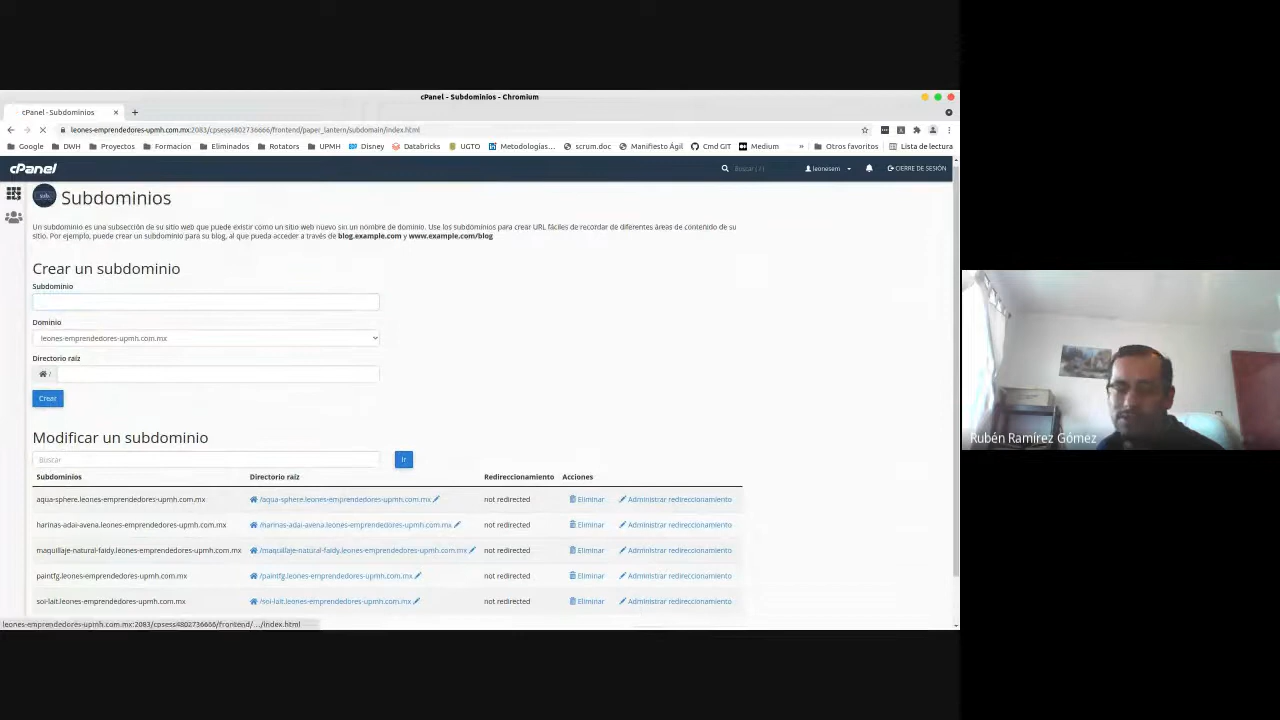 cPanel - Subdominios - Chromium
cPanel - Subdominios
leones-emprendedores-upmh.com.mx:2083/cpsess4802736666/frontend/paper_lantern/subdomain/index.html
Google DWH Proyectos Formacion Eliminados Rotators UPMH Disney Databricks UGTO Metodologías... scrum.doc Manifiesto Ágil Cmd GIT Medium » Otros favoritos Lista de lectura
cPanel Buscar ( / ) leonesem CIERRE DE SESIÓN
sub.
Subdominios
Un subdominio es una subsección de su sitio web que puede existir como un sitio web nuevo sin un nombre de dominio. Use los subdominios para crear URL fáciles de recordar de diferentes áreas de contenido de su
sitio. Por ejemplo, puede crear un subdominio para su blog, al que pueda acceder a través de blog.example.com y www.example.com/blog
Crear un subdominio
Subdominio
Dominio
leones-emprendedores-upmh.com.mx
Directorio raíz
/
Crear
Modificar un subdominio
Buscar Ir
Subdominios Directorio raíz Redireccionamiento Acciones
aqua-sphere.leones-emprendedores-upmh.com.mx /aqua-sphere.leones-emprendedores-upmh.com.mx not redirected Eliminar Administrar redireccionamiento
harinas-adai-avena.leones-emprendedores-upmh.com.mx /harinas-adai-avena.leones-emprendedores-upmh.com.mx not redirected Eliminar Administrar redireccionamiento
maquillaje-natural-faidy.leones-emprendedores-upmh.com.mx /maquillaje-natural-faidy.leones-emprendedores-upmh.com.mx not redirected Eliminar Administrar redireccionamiento
paintfg.leones-emprendedores-upmh.com.mx /paintfg.leones-emprendedores-upmh.com.mx not redirected Eliminar Administrar redireccionamiento
soi-lait.leones-emprendedores-upmh.com.mx /soi-lait.leones-emprendedores-upmh.com.mx not redirected Eliminar Administrar redireccionamiento
leones-emprendedores-upmh.com.mx:2083/cpsess4802736666/frontend/.../index.html
Rubén Ramírez Gómez